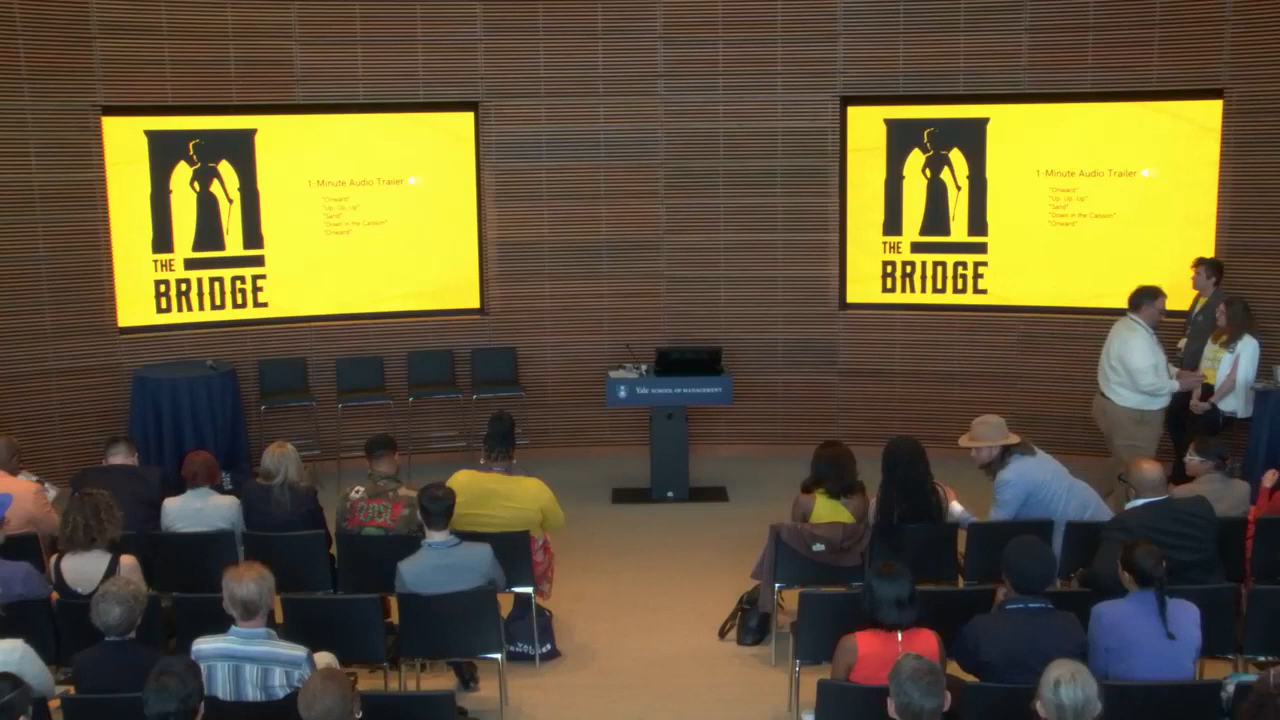 THE
BRIDGE
1-Minute Audio Trailer
"Onward"
"Up, Up, Up"
"Sand"
"Down in the Caisson"
"Onward"
THE
BRIDGE
1-Minute Audio Trailer
"Onward"
"Up, Up, Up"
"Sand"
"Down in the Caisson"
"Onward"
Yale SCHOOL OF MANAGEMENT